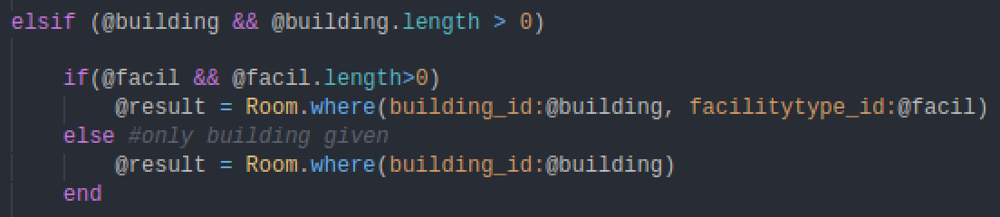 elsif (@building && @building.length > 0)
if(@facil && @facil.length>0)
@result = Room.where(building_id:@building, facilitytype_id:@facil)
else #only building given
@result = Room.where(building_id:@building)
end